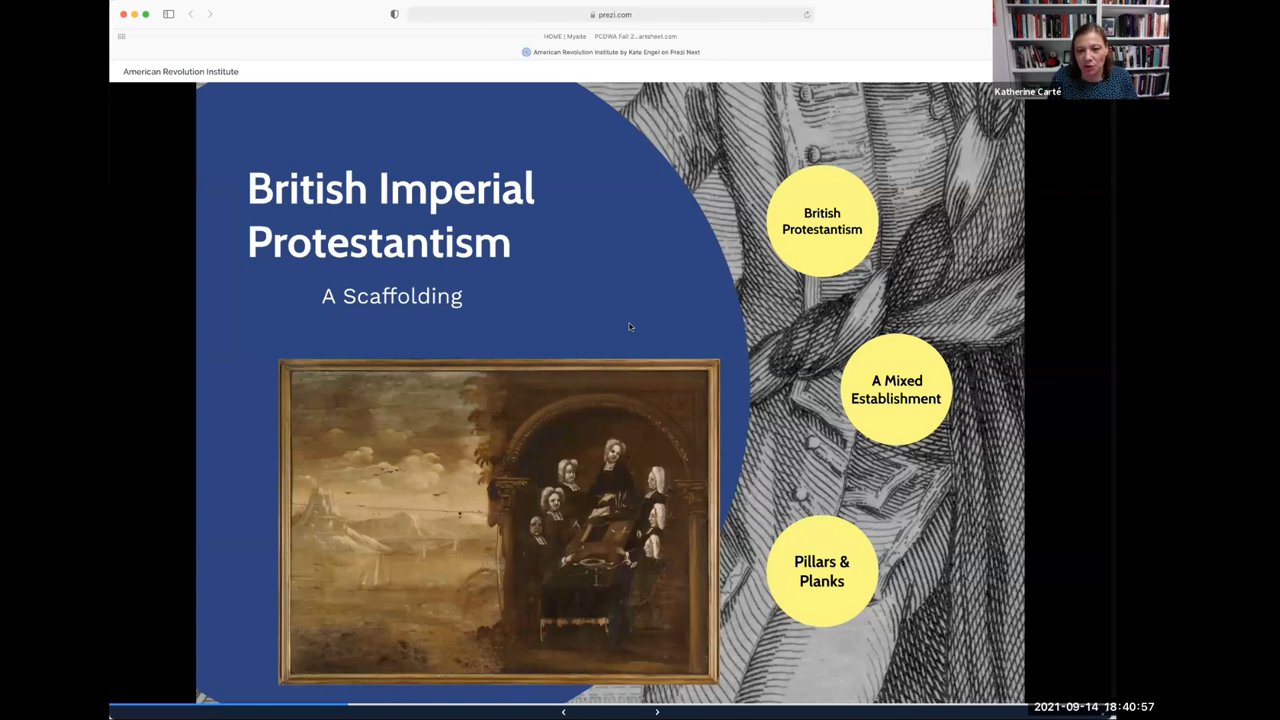 prezi.com
HOME | Mysite PCDWA Fall 2...artsheet.com
American Revolution Institute by Kate Engel on Prezi Next
American Revolution Institute
Katherine Carté
British Imperial
Protestantism
A Scaffolding
British
Protestantism
A Mixed
Establishment
Pillars &
Planks
2021-09-14 18:40:57